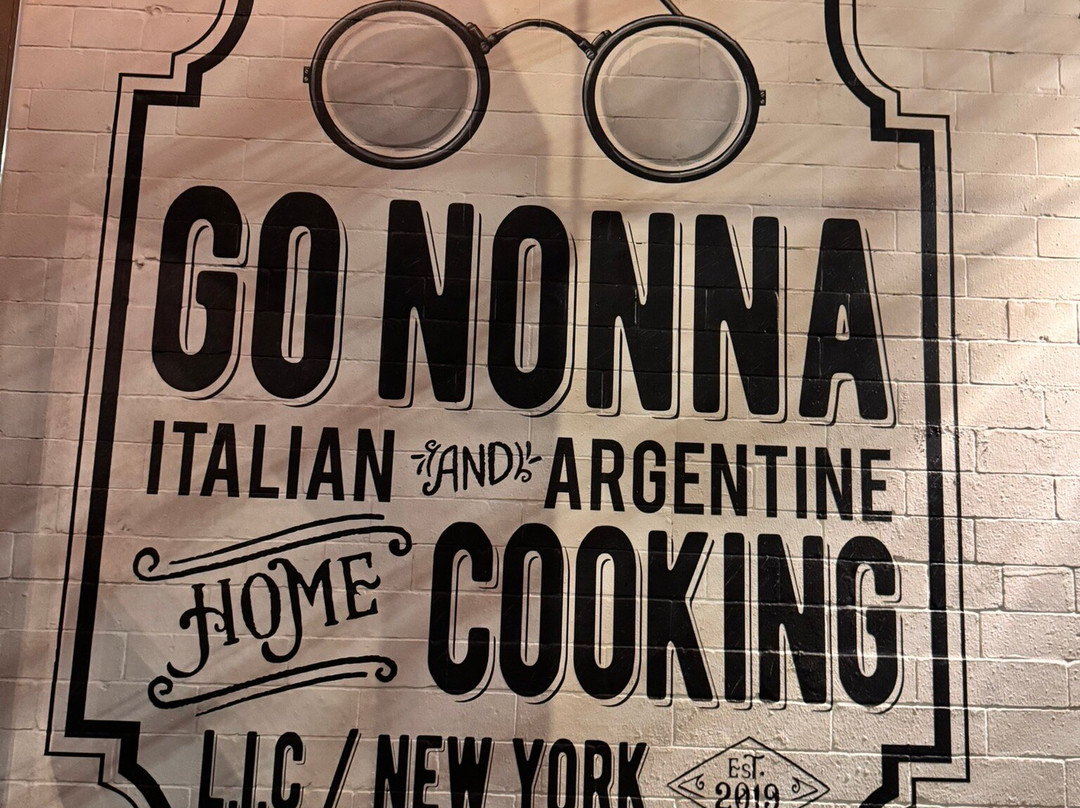 GO NONNA
ITALIAN AND ARGENTINE
HOME COOKING
L.I.C / NEW YORK EST. 2019